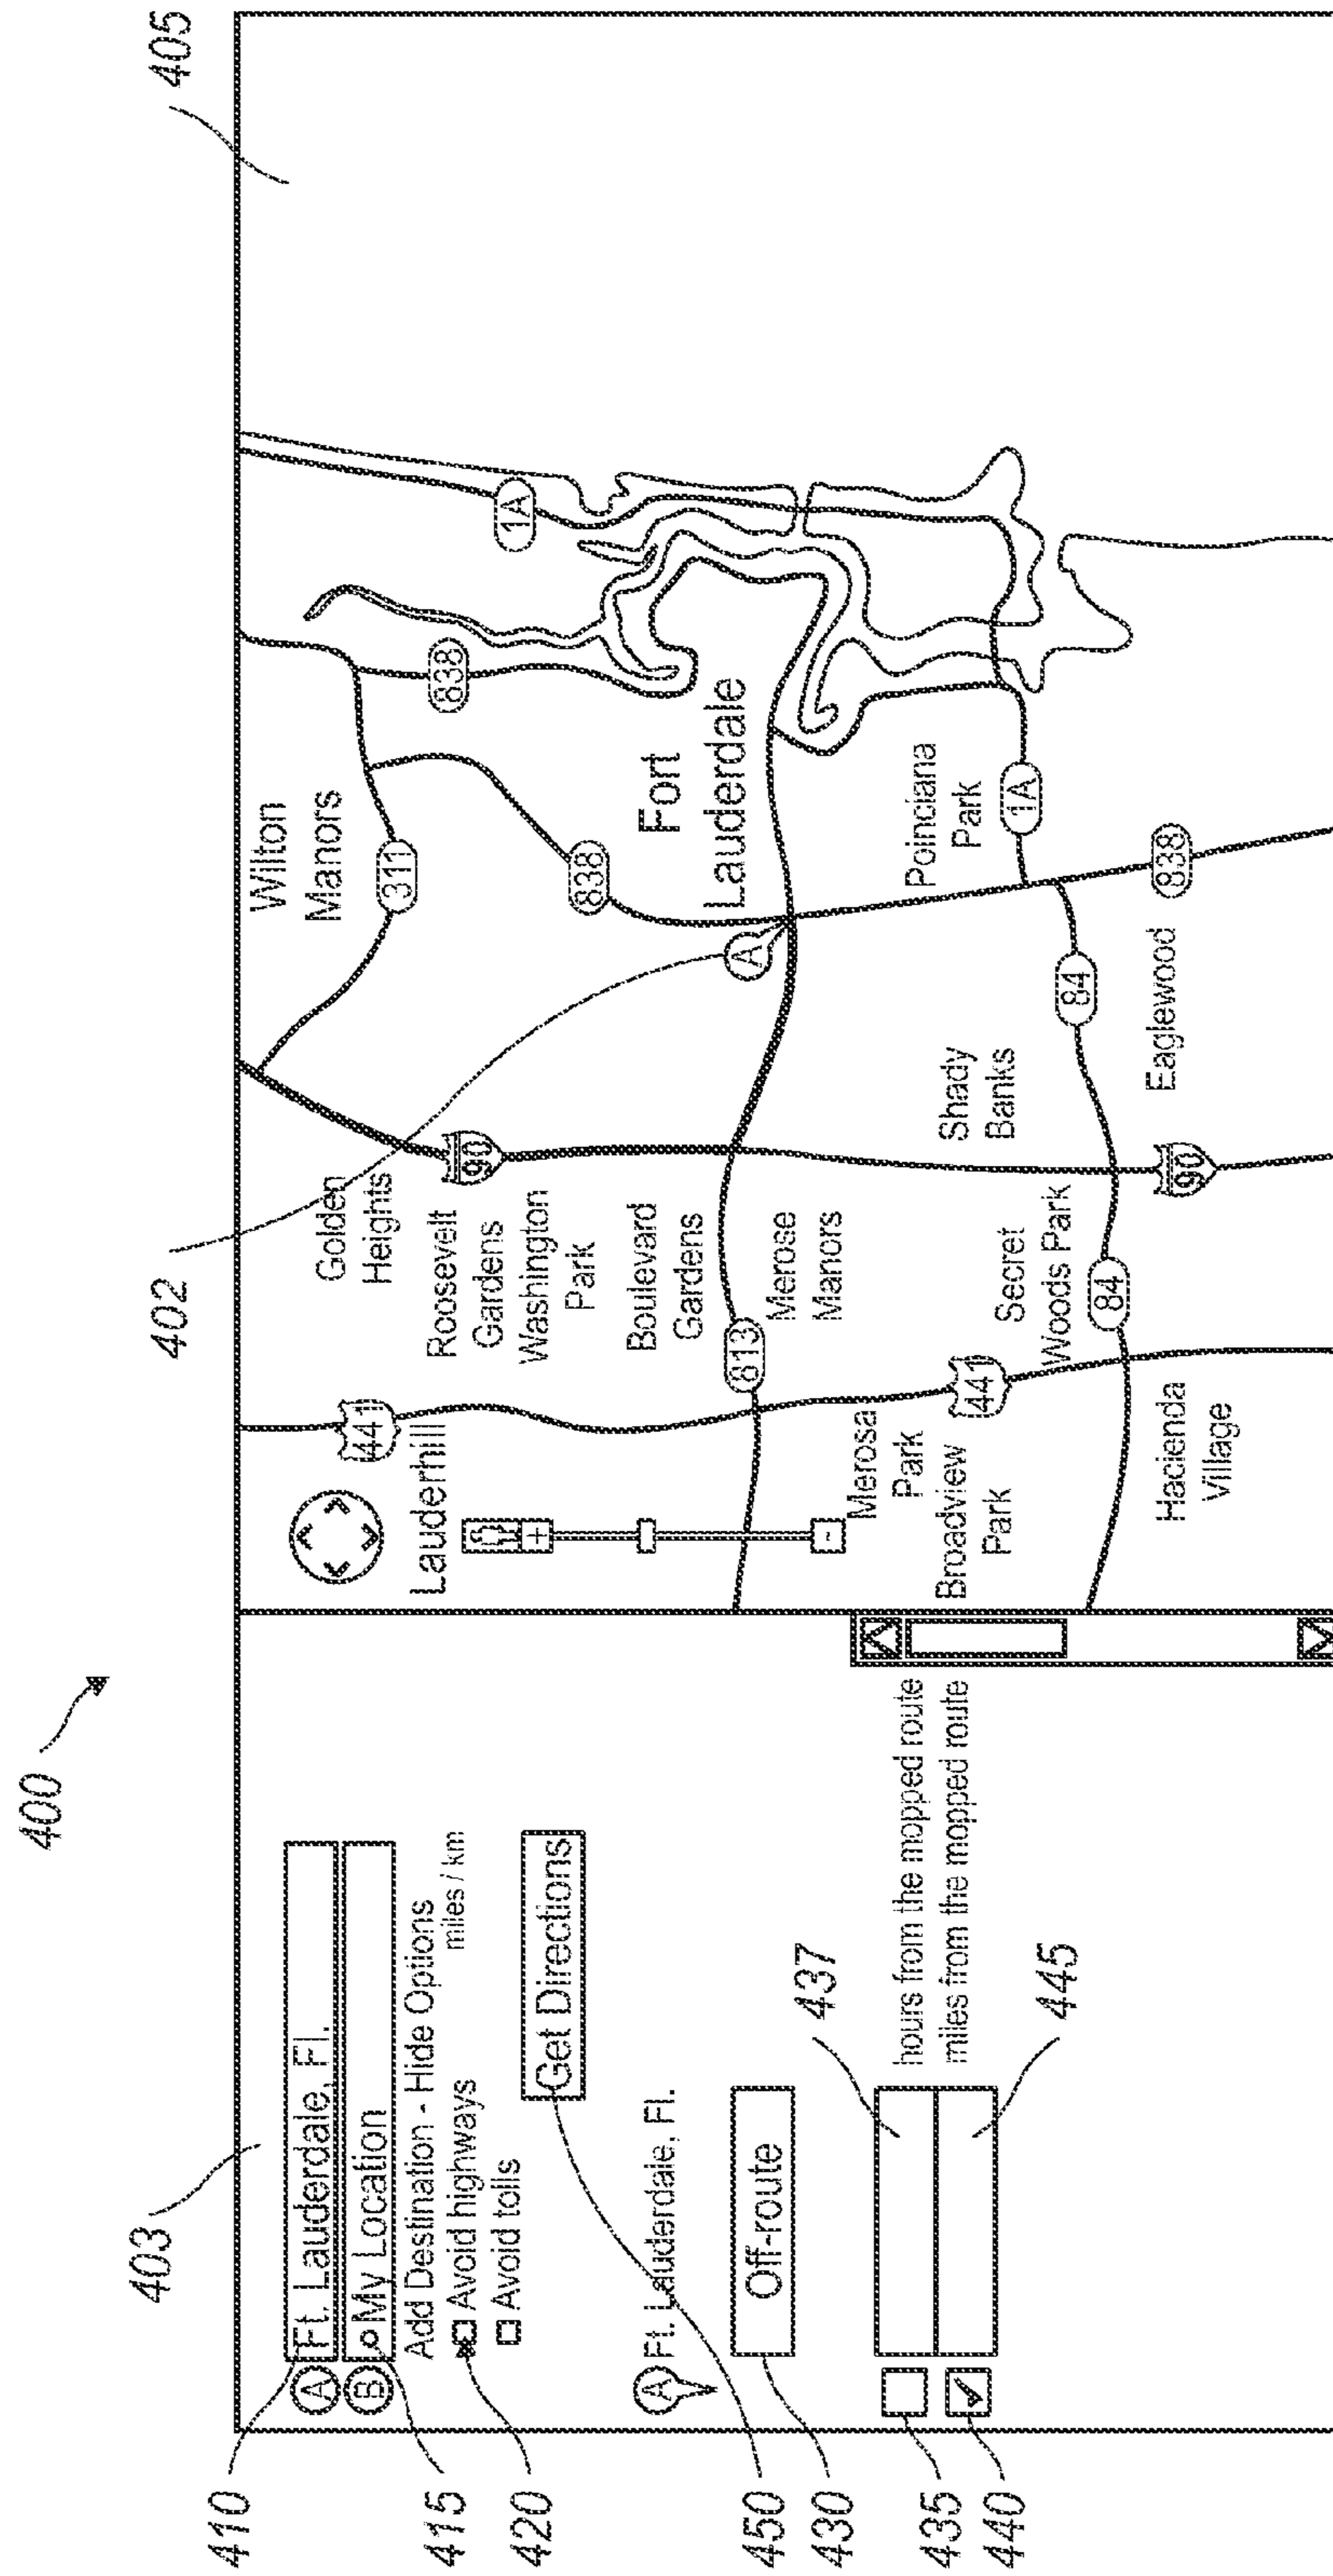 400
403
410
A Ft. Lauderdale, Fl.
415
B My Location
Add Destination - Hide Options
420
Avoid highways
miles / km
Avoid tolls
450
Get Directions
A Ft. Lauderdale, Fl.
430
Off-route
437
435
hours from the mopped route
440
miles from the mopped route
445
402
405
441
Lauderhill
+
-
Golden
Heights
90
Roosevelt
Gardens
Washington
Park
Boulevard
Gardens
813
Merose
Manors
Merosa
Park
Broadview
Park
441
Secret
Woods Park
84
Hacienda
Village
Wilton
Manors
311
838
1A
838
Fort
Lauderdale
A
Poinciana
Park
1A
Shady
Banks
84
Eaglewood
838
90